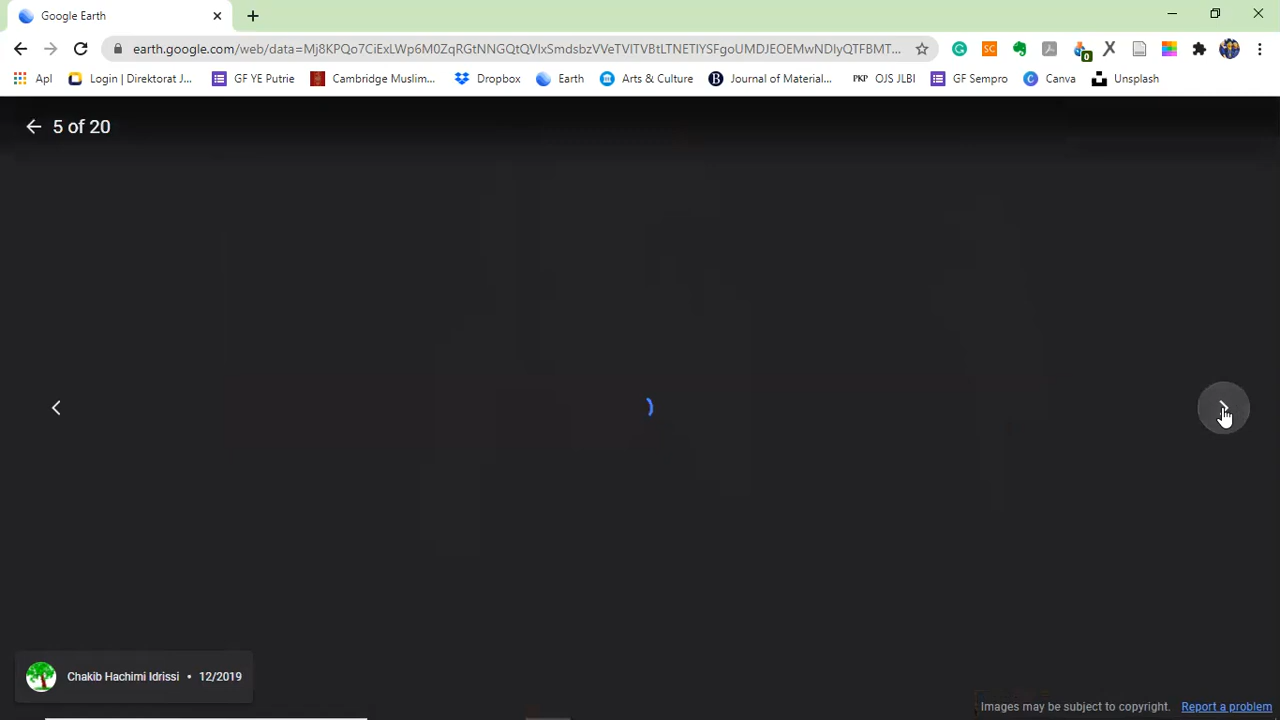 Google Earth
earth.google.com/web/data=Mj8KPQo7CiExLWp6M0ZqRGtNNGQtQVlxSmdsbzVVeTVlTVBtLTNETlYSFgoUMDJEOEMwNDlyQTFBMT...
Apl Login | Direktorat J... GF YE Putrie Cambridge Muslim... Dropbox Earth Arts & Culture Journal of Material... PKP OJS JLBI GF Sempro Canva Unsplash
5 of 20
Chakib Hachimi Idrissi • 12/2019
Images may be subject to copyright. Report a problem